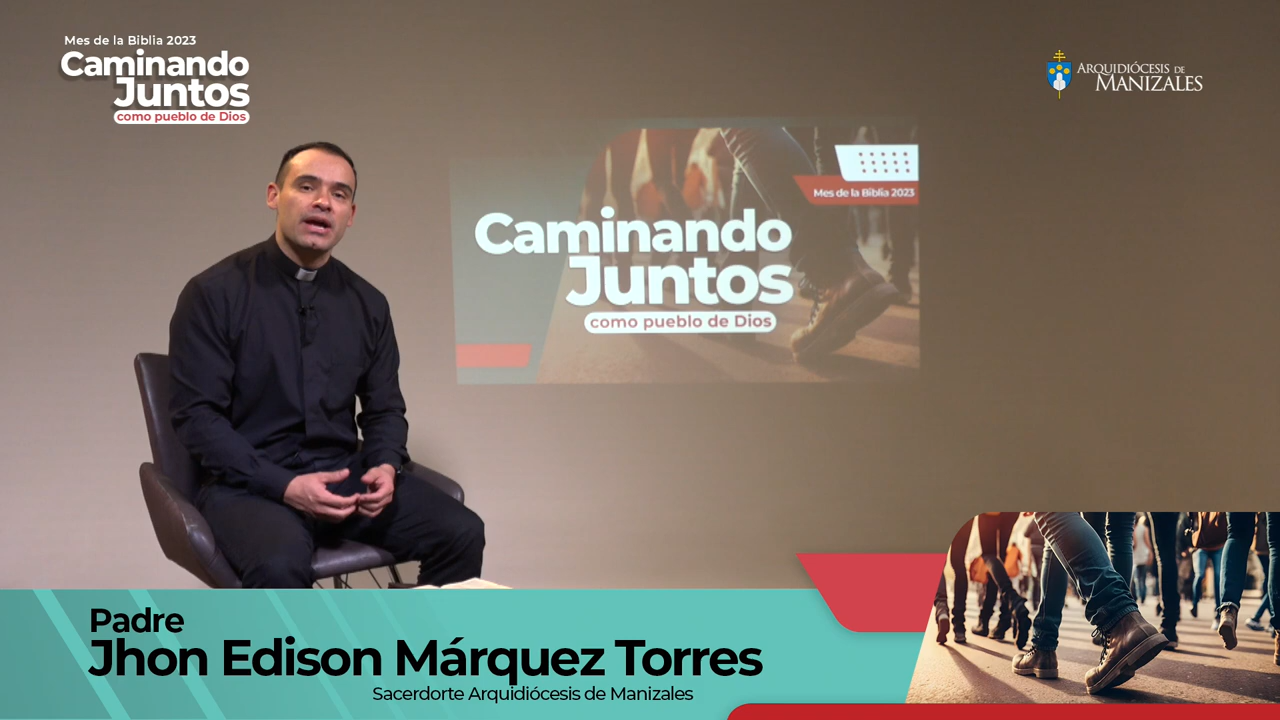 Mes de la Biblia 2023
Caminando
Juntos
como pueblo de Dios
ARQUIDIÓCESIS DE
MANIZALES
Mes de la Biblia 2023
Caminando
Juntos
como pueblo de Dios
Padre
Jhon Edison Márquez Torres
Sacerdorte Arquidiócesis de Manizales